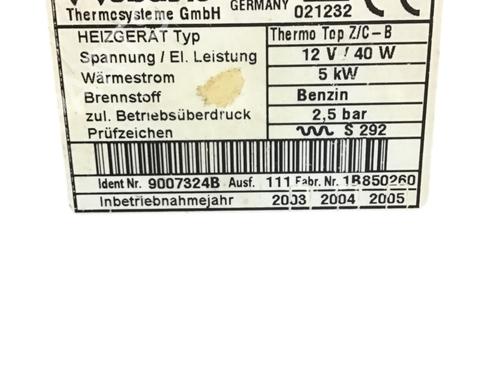 Thermosysteme GmbH GERMANY 021232
HEIZGERÄT Typ Thermo Top Z/C-B
Spannung / El. Leistung 12 V / 40 W
Wärmestrom 5 kW
Brennstoff Benzin
zul. Betriebsüberdruck 2,5 bar
Prüfzeichen S 292
Ident Nr. 9007324B Ausf. 111 Fabr. Nr. 1B850260
Inbetriebnahmejahr 2003 2004 2005